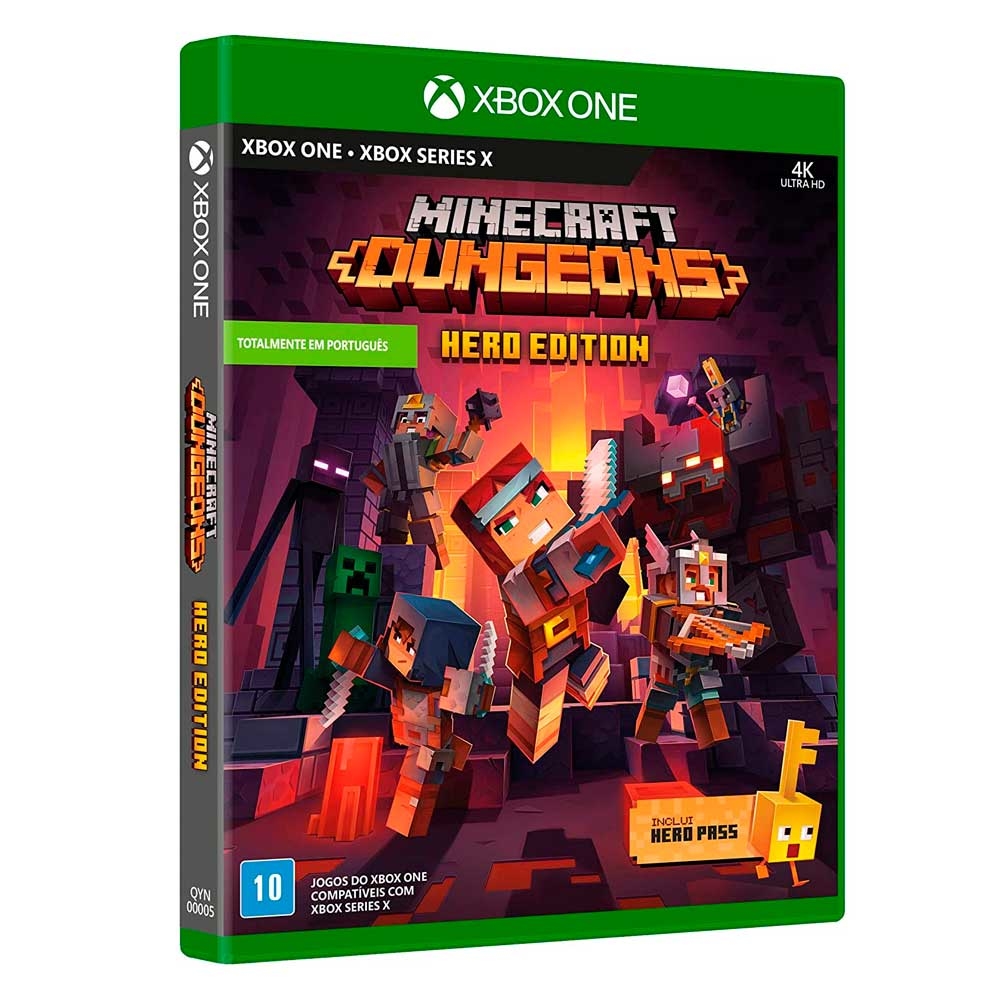 XBOX ONE
XBOX ONE • XBOX SERIES X
4K
ULTRA HD
MINECRAFT
DUNGEONS
HERO EDITION
TOTALMENTE EM PORTUGUÊS
INCLUI
HERO PASS
10
JOGOS DO XBOX ONE
COMPATÍVEIS COM
XBOX SERIES X
XBOX ONE
MINECRAFT
DUNGEONS
HERO EDITION
QYN
00005